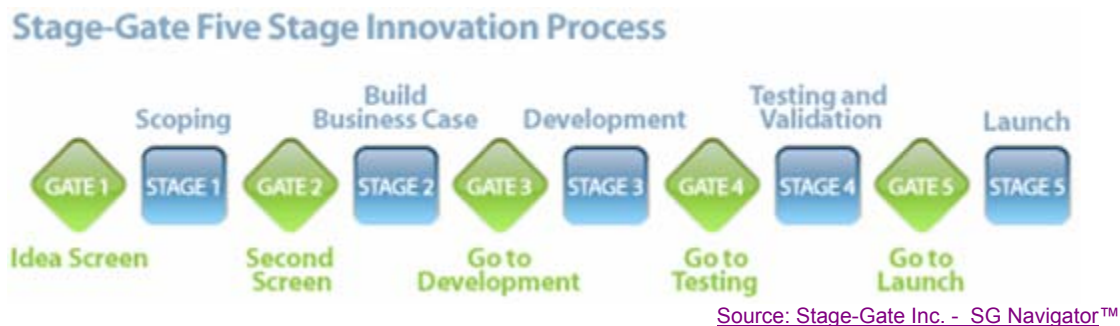 Stage-Gate Five Stage Innovation Process
Scoping
Build
Business Case
Development
Testing and
Validation
Launch
GATE 1
STAGE 1
GATE 2
STAGE 2
GATE 3
STAGE 3
GATE 4
STAGE 4
GATE 5
STAGE 5
Idea Screen
Second
Screen
Go to
Development
Go to
Testing
Go to
Launch
Source: Stage-Gate Inc. - SG Navigator™